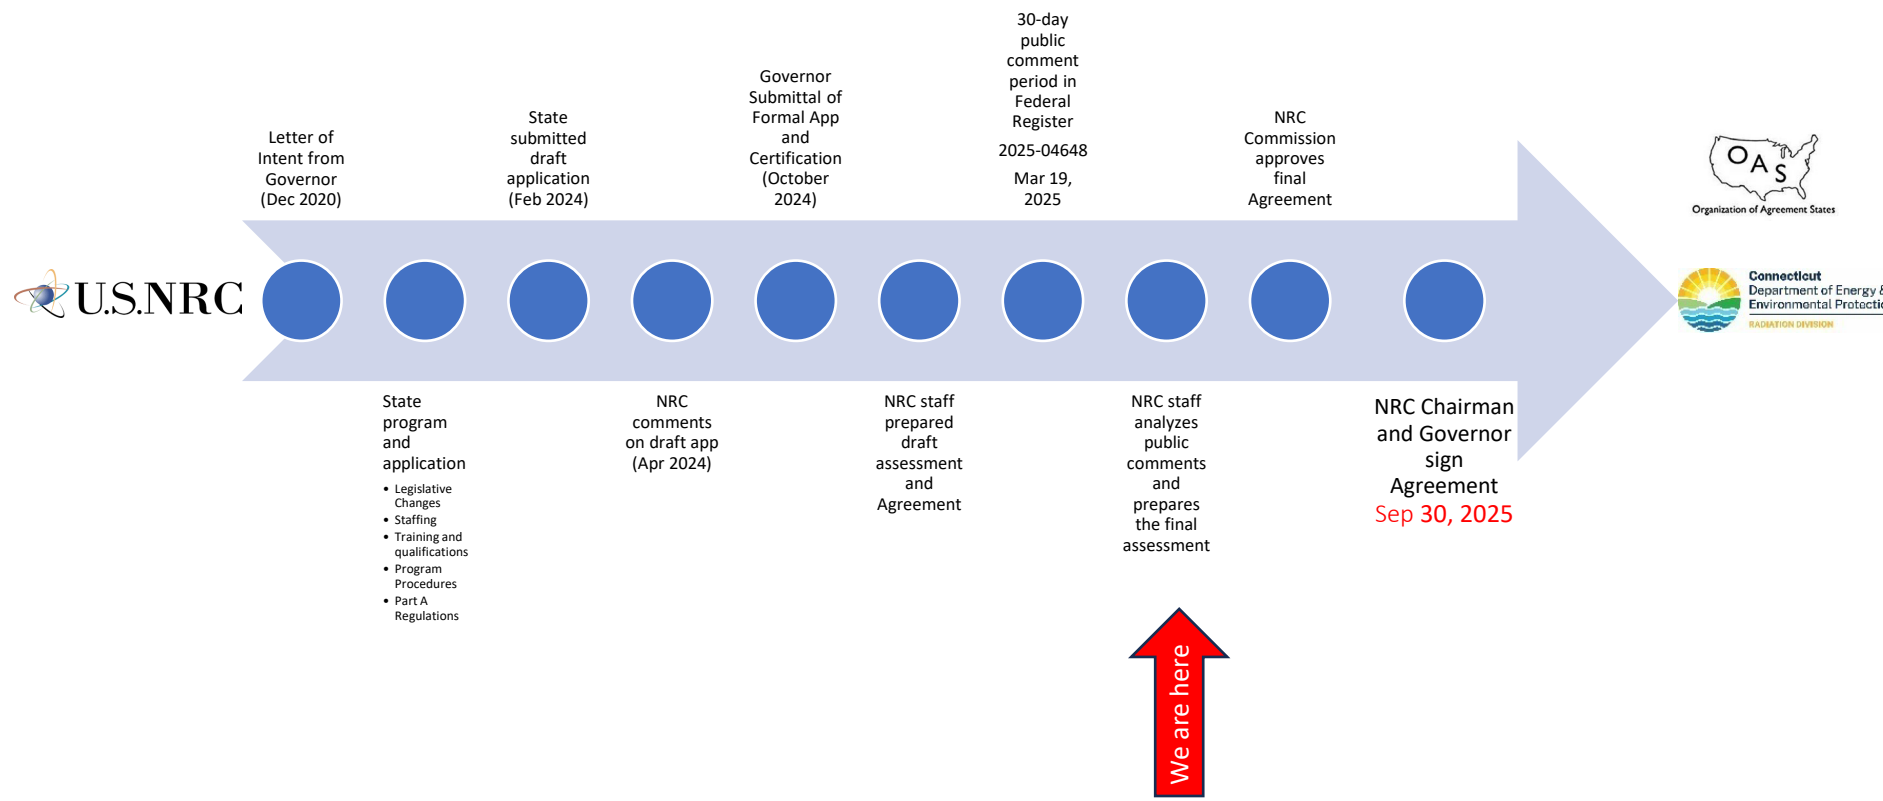 U.S.NRC
Letter of
Intent from
Governor
(Dec 2020)
State
program
and
application
• Legislative
Changes
• Staffing
• Training and
qualifications
• Program
Procedures
• Part A
Regulations
State
submitted
draft
application
(Feb 2024)
NRC
comments
on draft app
(Apr 2024)
Governor
Submittal of
Formal App
and
Certification
(October
2024)
NRC staff
prepared
draft
assessment
and
Agreement
30-day
public
comment
period in
Federal
Register
2025-04648
Mar 19,
2025
NRC staff
analyzes
public
comments
and
prepares
the final
assessment
We are here
NRC
Commission
approves
final
Agreement
NRC Chairman
and Governor
sign
Agreement
Sep 30, 2025
OAS
Organization of Agreement States
Connecticut
Department of Energy &
Environmental Protectio
RADIATION DIVISION